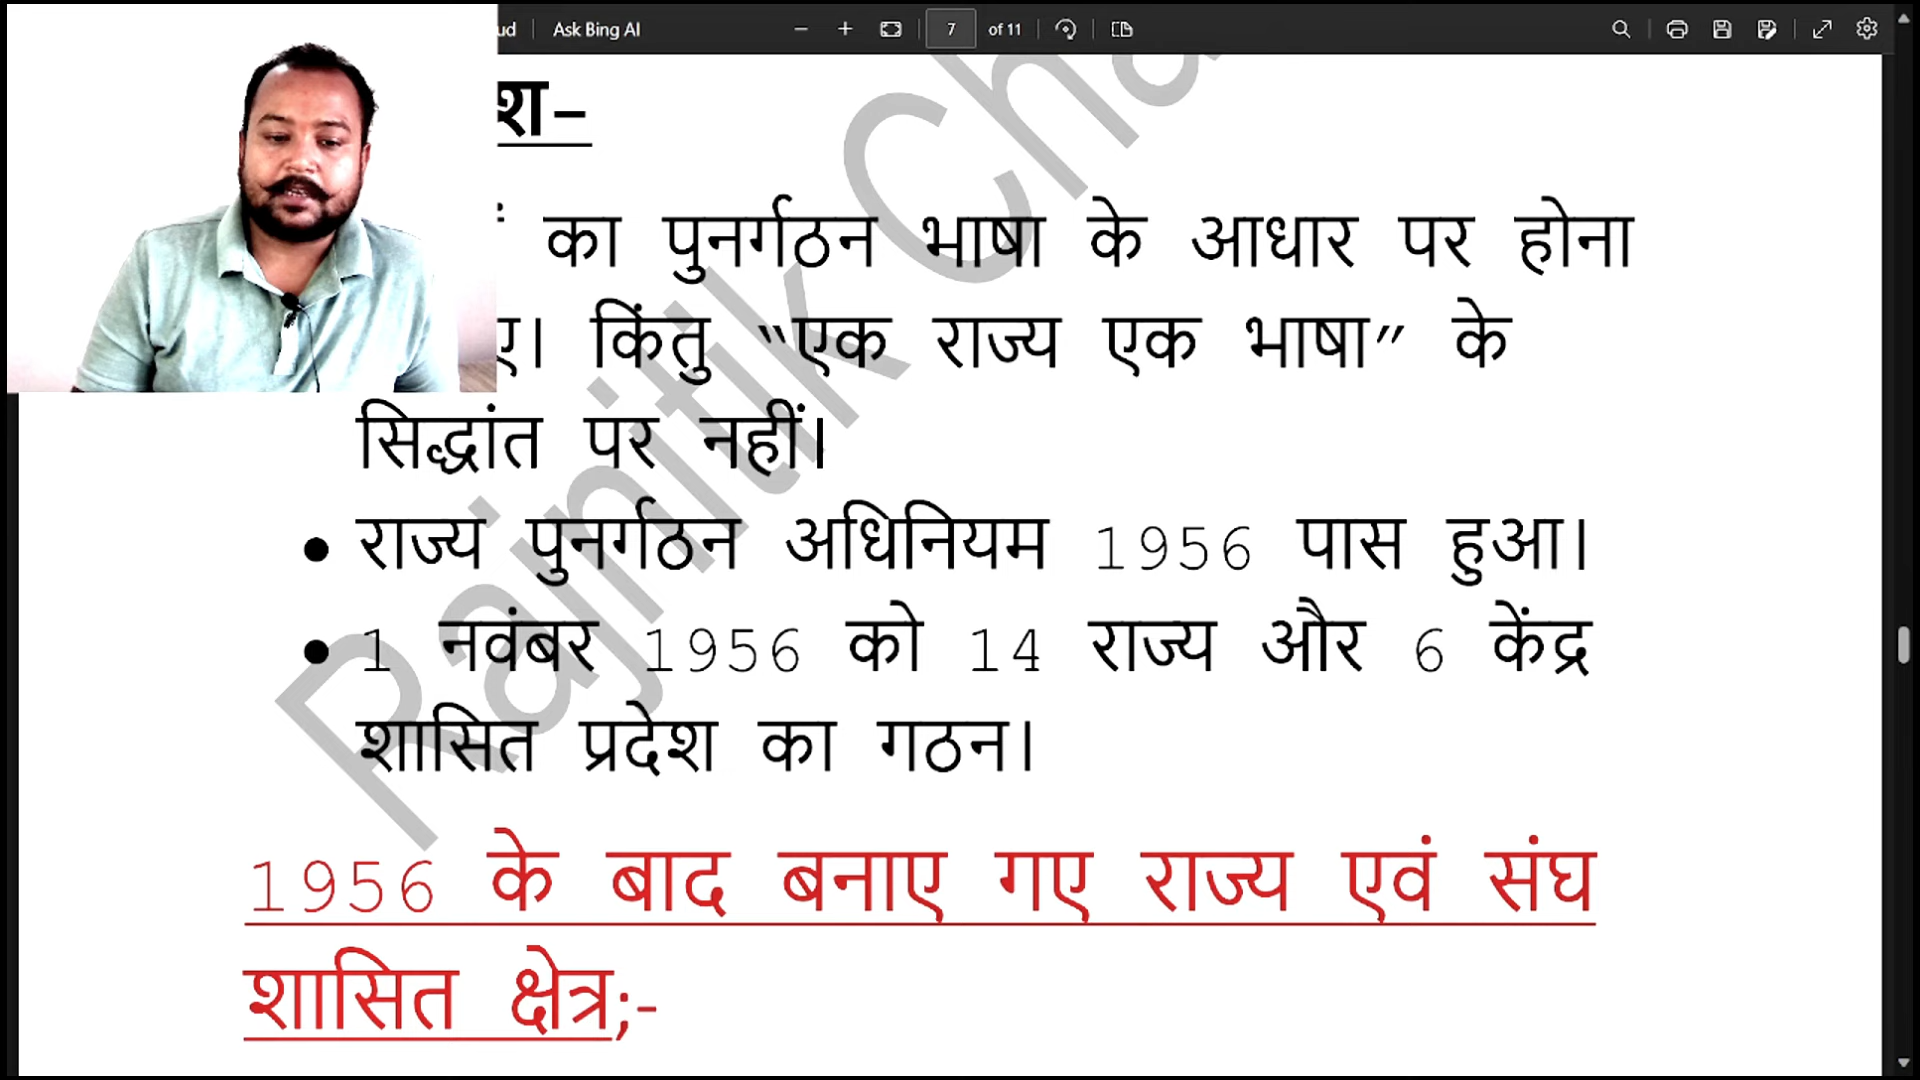 Ask Bing AI
7 of 11
का पुनर्गठन भाषा के आधार पर होना
किंतु “एक राज्य एक भाषा” के
सिद्धांत पर नहीं।
• राज्य पुनर्गठन अधिनियम 1956 पास हुआ।
• 1 नवंबर 1956 को 14 राज्य और 6 केंद्र
शासित प्रदेश का गठन।
1956 के बाद बनाए गए राज्य एवं संघ
शासित क्षेत्र;-
Rajnitik